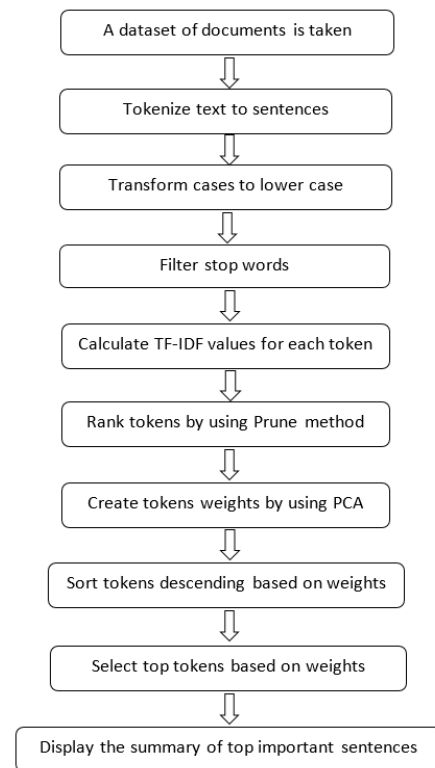 A dataset of documents is taken
Tokenize text to sentences
Transform cases to lower case
Filter stop words
Calculate TF-IDF values for each token
Rank tokens by using Prune method
Create tokens weights by using PCA
Sort tokens descending based on weights
Select top tokens based on weights
Display the summary of top important sentences